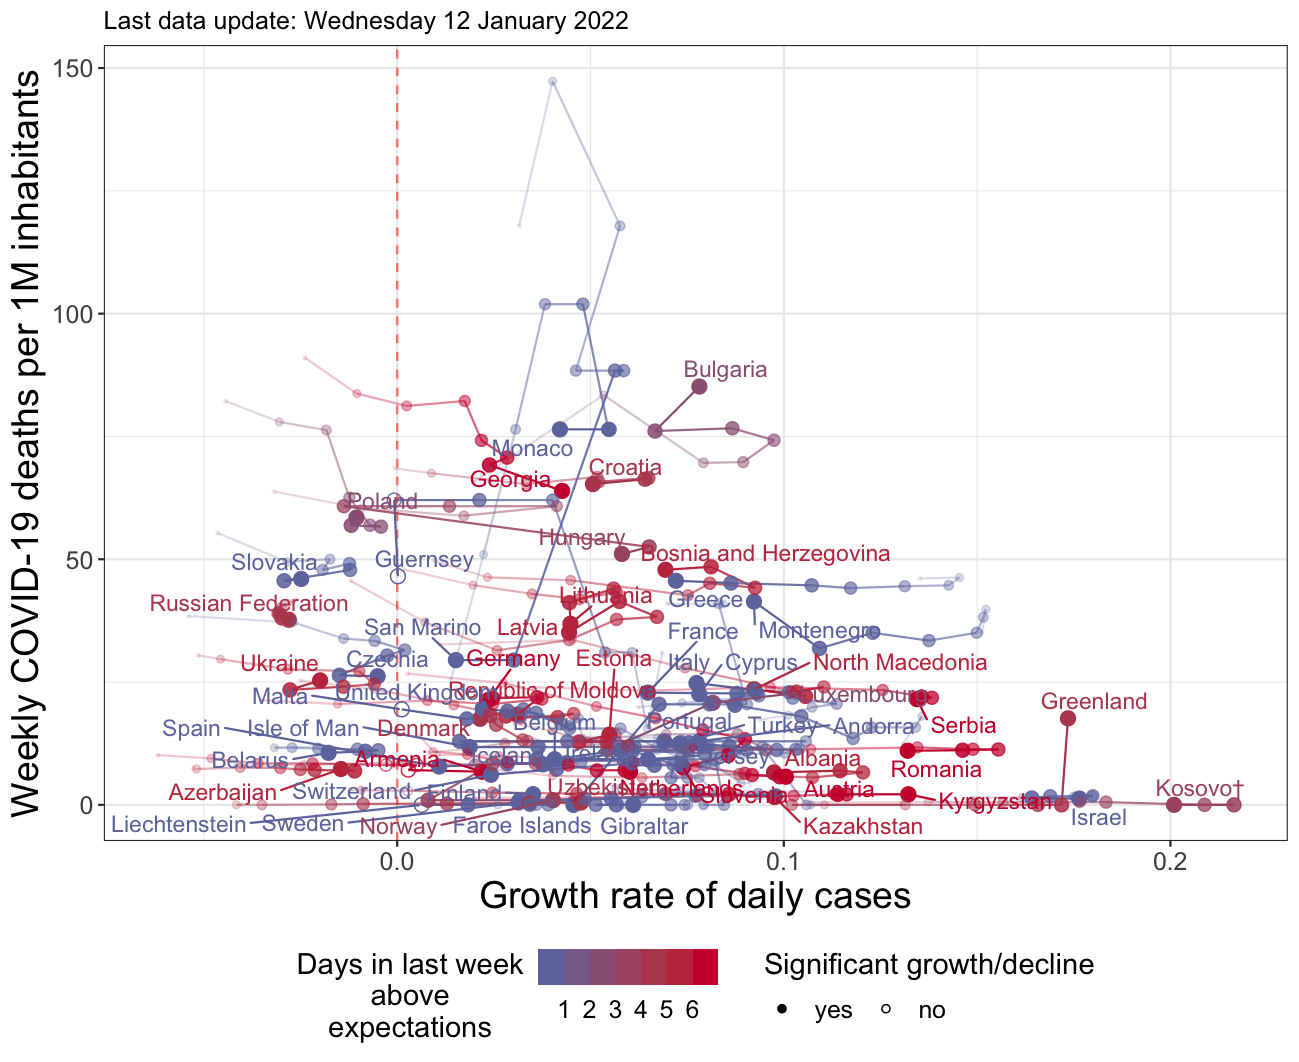 Last data update: Wednesday 12 January 2022
Weekly COVID-19 deaths per 1M inhabitants
150
100
50
0
Bulgaria
Monaco
Croatia
Georgia
Poland
Hungary
Bosnia and Herzegovina
Guernsey
Slovakia
Lithuania
Greece
Russian Federation
San Marino
Latvia
France
Montenegro
Ukraine
Czechia
Germany
Estonia
Italy
Cyprus
North Macedonia
Malta
United Kingdom
Republic of Moldova
Luxembourg
Greenland
Spain
Isle of Man
Denmark
Belgium
Portugal
Turkey
Andorra
Serbia
Belarus
Armenia
Iceland
Albania
Romania
Azerbaijan
Switzerland
Finland
Uzbekistan
Netherlands
Slovenia
Austria
Kyrgyzstan
Kosovo†
Israel
Liechtenstein
Sweden
Norway
Faroe Islands
Gibraltar
Kazakhstan
0.0
0.1
0.2
Growth rate of daily cases
Days in last week
above
expectations
1 2 3 4 5 6
Significant growth/decline
yes
no